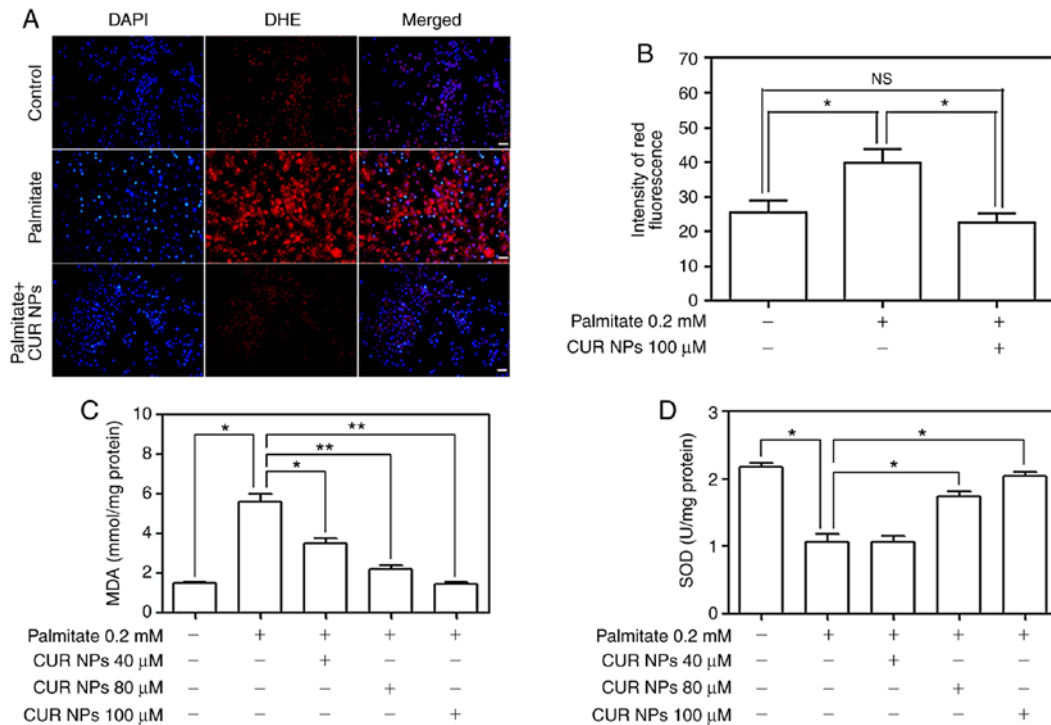 A
DAPI DHE Merged
Control
Palmitate
Palmitate+
CUR NPs
B
Intensity of red
fluorescence
70
60
50
40
30
20
10
0
NS
* *
Palmitate 0.2 mM − + +
CUR NPs 100 μM − − +
C
MDA (mmol/mg protein)
10
8
6
4
2
0
* ** ** *
Palmitate 0.2 mM − + + + +
CUR NPs 40 μM − − + − −
CUR NPs 80 μM − − − + −
CUR NPs 100 μM − − − − +
D
SOD (U/mg protein)
3
2
1
0
* * *
Palmitate 0.2 mM − + + + +
CUR NPs 40 μM − − + − −
CUR NPs 80 μM − − − + −
CUR NPs 100 μM − − − − +